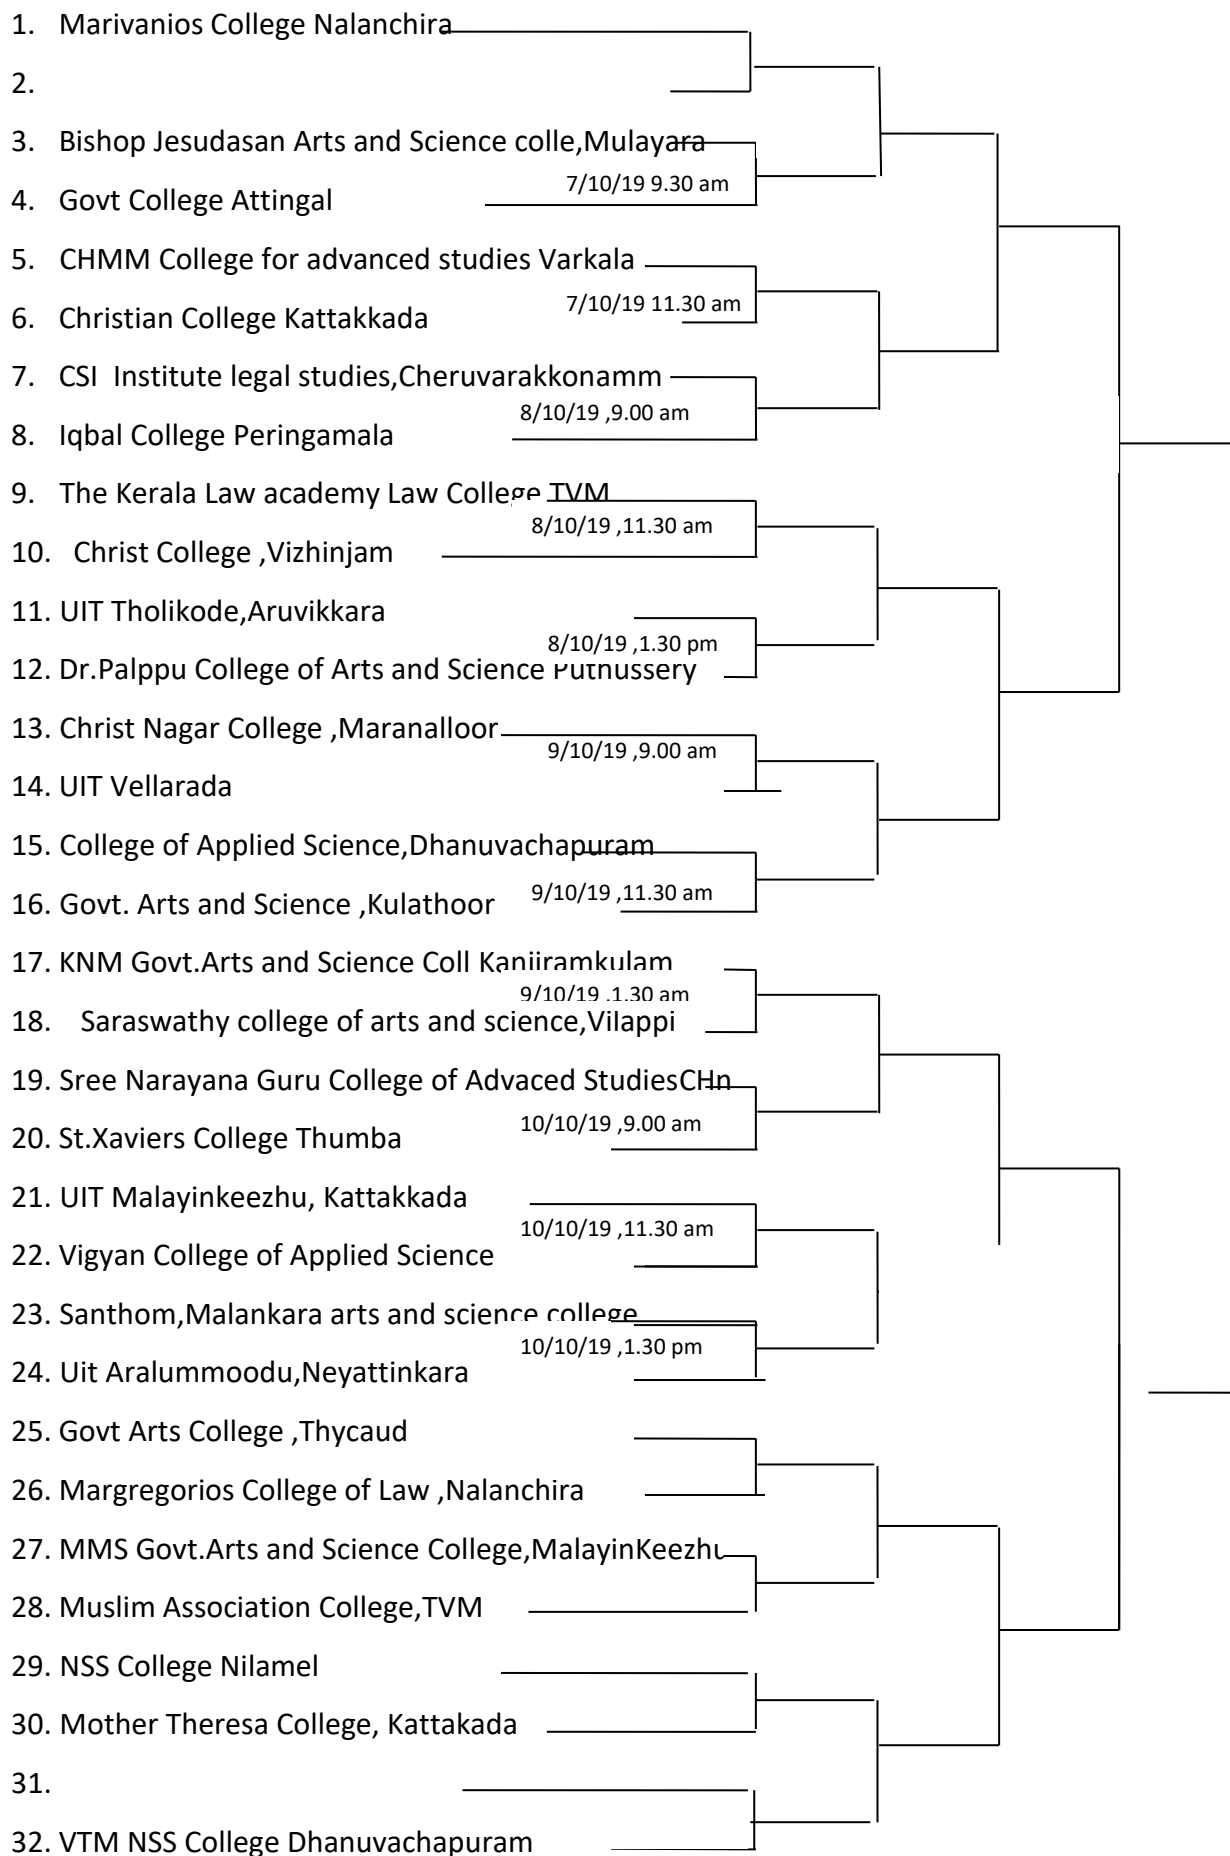 1. Marivanios College Nalanchira
2.
3. Bishop Jesudasan Arts and Science colle,Mulayara
7/10/19 9.30 am
4. Govt College Attingal
5. CHMM College for advanced studies Varkala
7/10/19 11.30 am
6. Christian College Kattakkada
7. CSI Institute legal studies,Cheruvarakkonamm
8/10/19 ,9.00 am
8. Iqbal College Peringamala
9. The Kerala Law academy Law College TVM
8/10/19 ,11.30 am
10. Christ College ,Vizhinjam
11. UIT Tholikode,Aruvikkara
8/10/19 ,1.30 pm
12. Dr.Palppu College of Arts and Science Puthussery
13. Christ Nagar College ,Maranalloor
9/10/19 ,9.00 am
14. UIT Vellarada
15. College of Applied Science,Dhanuvachapuram
9/10/19 ,11.30 am
16. Govt. Arts and Science ,Kulathoor
17. KNM Govt.Arts and Science Coll Kanjiramkulam
9/10/19 ,1.30 am
18. Saraswathy college of arts and science,Vilappi
19. Sree Narayana Guru College of Advaced StudiesCHn
10/10/19 ,9.00 am
20. St.Xaviers College Thumba
21. UIT Malayinkeezhu, Kattakkada
10/10/19 ,11.30 am
22. Vigyan College of Applied Science
23. Santhom,Malankara arts and science college
10/10/19 ,1.30 pm
24. Uit Aralummoodu,Neyattinkara
25. Govt Arts College ,Thycaud
26. Margregorios College of Law ,Nalanchira
27. MMS Govt.Arts and Science College,MalayinKeezhu
28. Muslim Association College,TVM
29. NSS College Nilamel
30. Mother Theresa College, Kattakada
31.
32. VTM NSS College Dhanuvachapuram